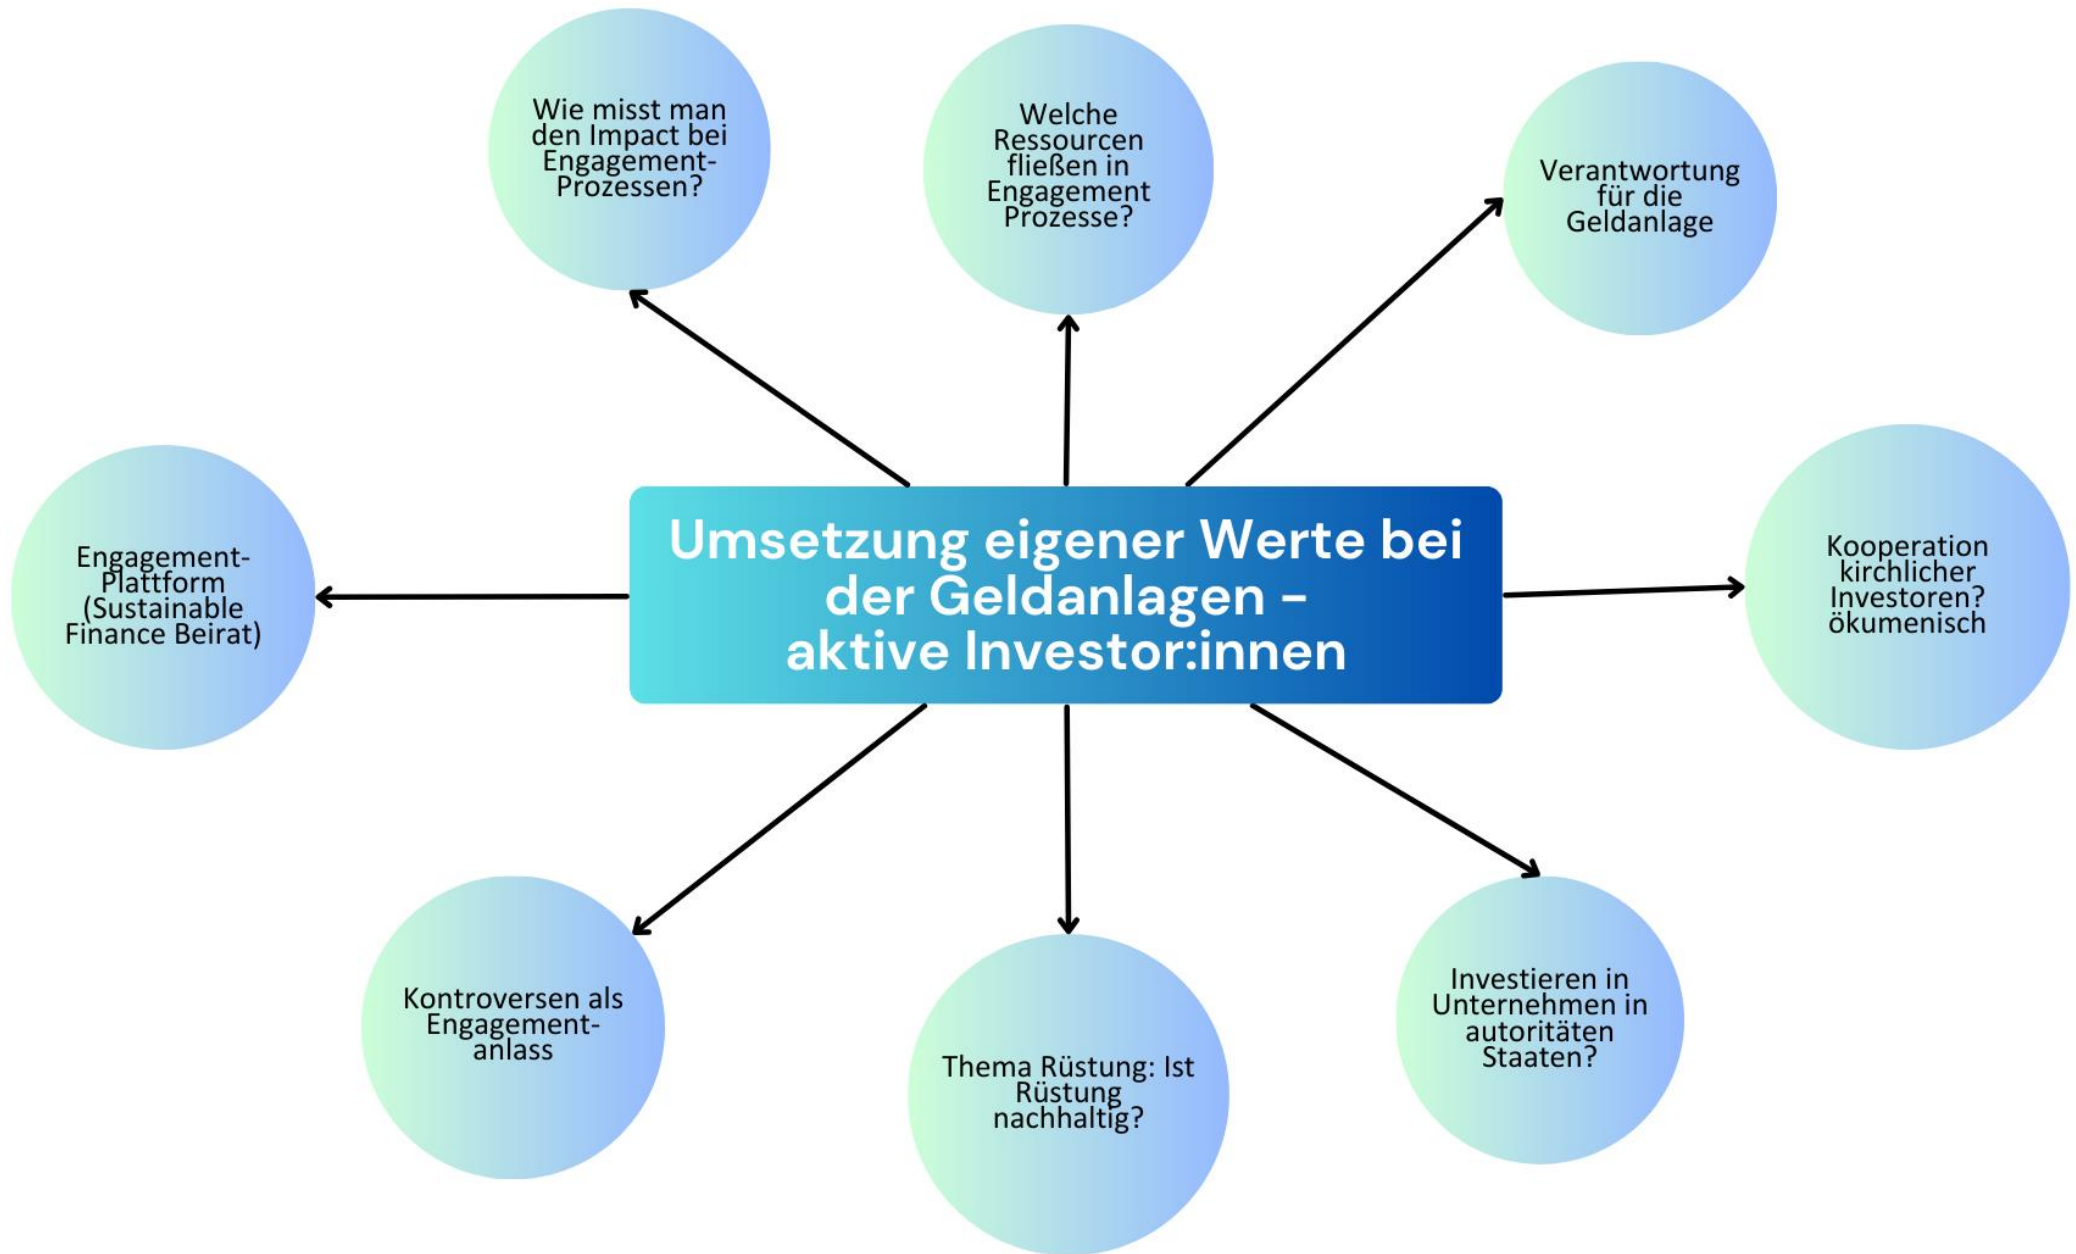 Wie misst man
den Impact bei
Engagement-
Prozessen?
Welche
Ressourcen
fließen in
Engagement
Prozesse?
Verantwortung
für die
Geldanlage
Engagement-
Plattform
(Sustainable
Finance Beirat)
Umsetzung eigener Werte bei
der Geldanlagen –
aktive Investor:innen
Kooperation
kirchlicher
Investoren?
ökumenisch
Kontroversen als
Engagement-
anlass
Thema Rüstung: Ist
Rüstung
nachhaltig?
Investieren in
Unternehmen in
autoritäten
Staaten?